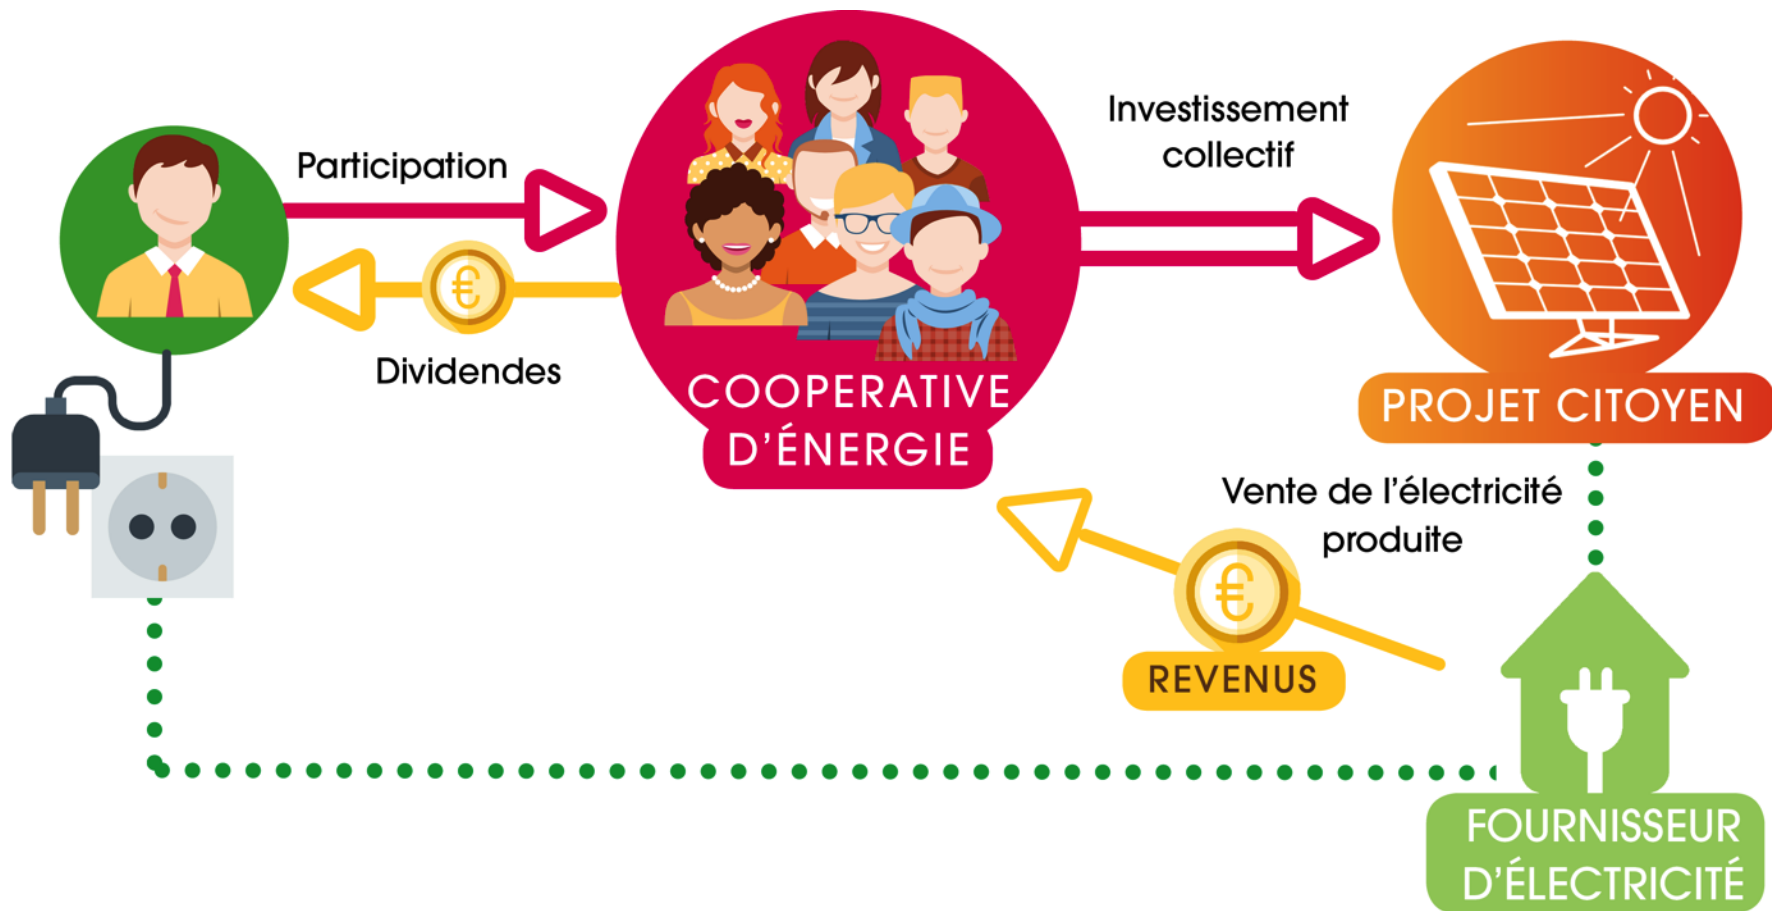 Participation
Dividendes
COOPERATIVE
D'ÉNERGIE
Investissement
collectif
PROJET CITOYEN
Vente de l'électricité
produite
€
€
REVENUS
FOURNISSEUR
D'ÉLECTRICITÉ